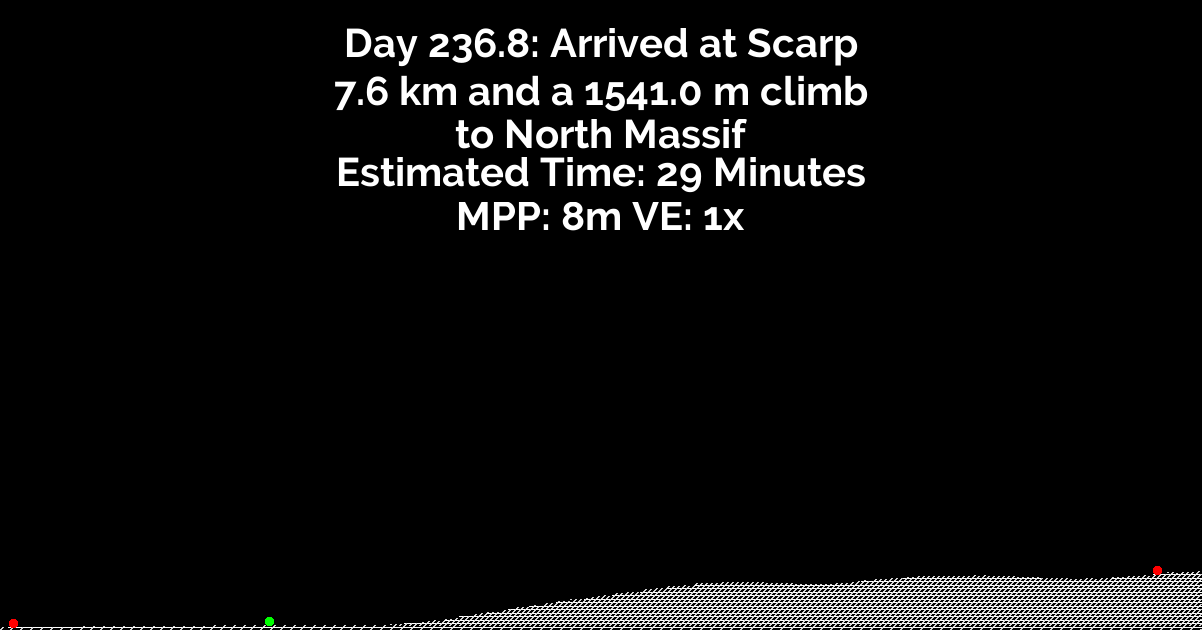 Day 236.8: Arrived at Scarp
7.6 km and a 1541.0 m climb
to North Massif
Estimated Time: 29 Minutes
MPP: 8m VE: 1x